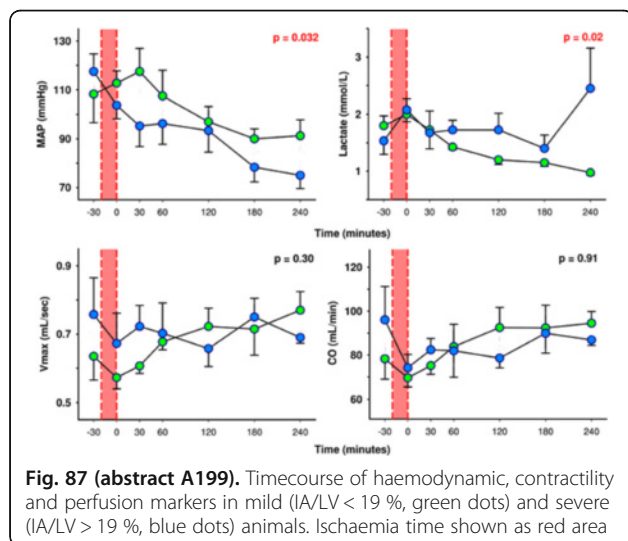 p = 0.032
p = 0.02
130
110
90
70
MAP
(mmHg)
-30
0
30
60
120
180
240
3
2
1
Lactate
(mmol/L)
-30
0
30
60
120
180
240
Time (minutes)
Time (minutes)
p = 0.30
p = 0.91
0.9
0.7
0.5
Vmax
(mL/sec)
-30
0
30
60
120
180
240
120
100
80
60
CO
(mL/min)
-30
0
30
60
120
180
240
Time (minutes)
Time (minutes)
Fig. 87 (abstract A199). Timecourse of haemodynamic, contractility
and perfusion markers in mild (IA/LV < 19 %, green dots) and severe
(IA/LV > 19 %, blue dots) animals. Ischaemia time shown as red area